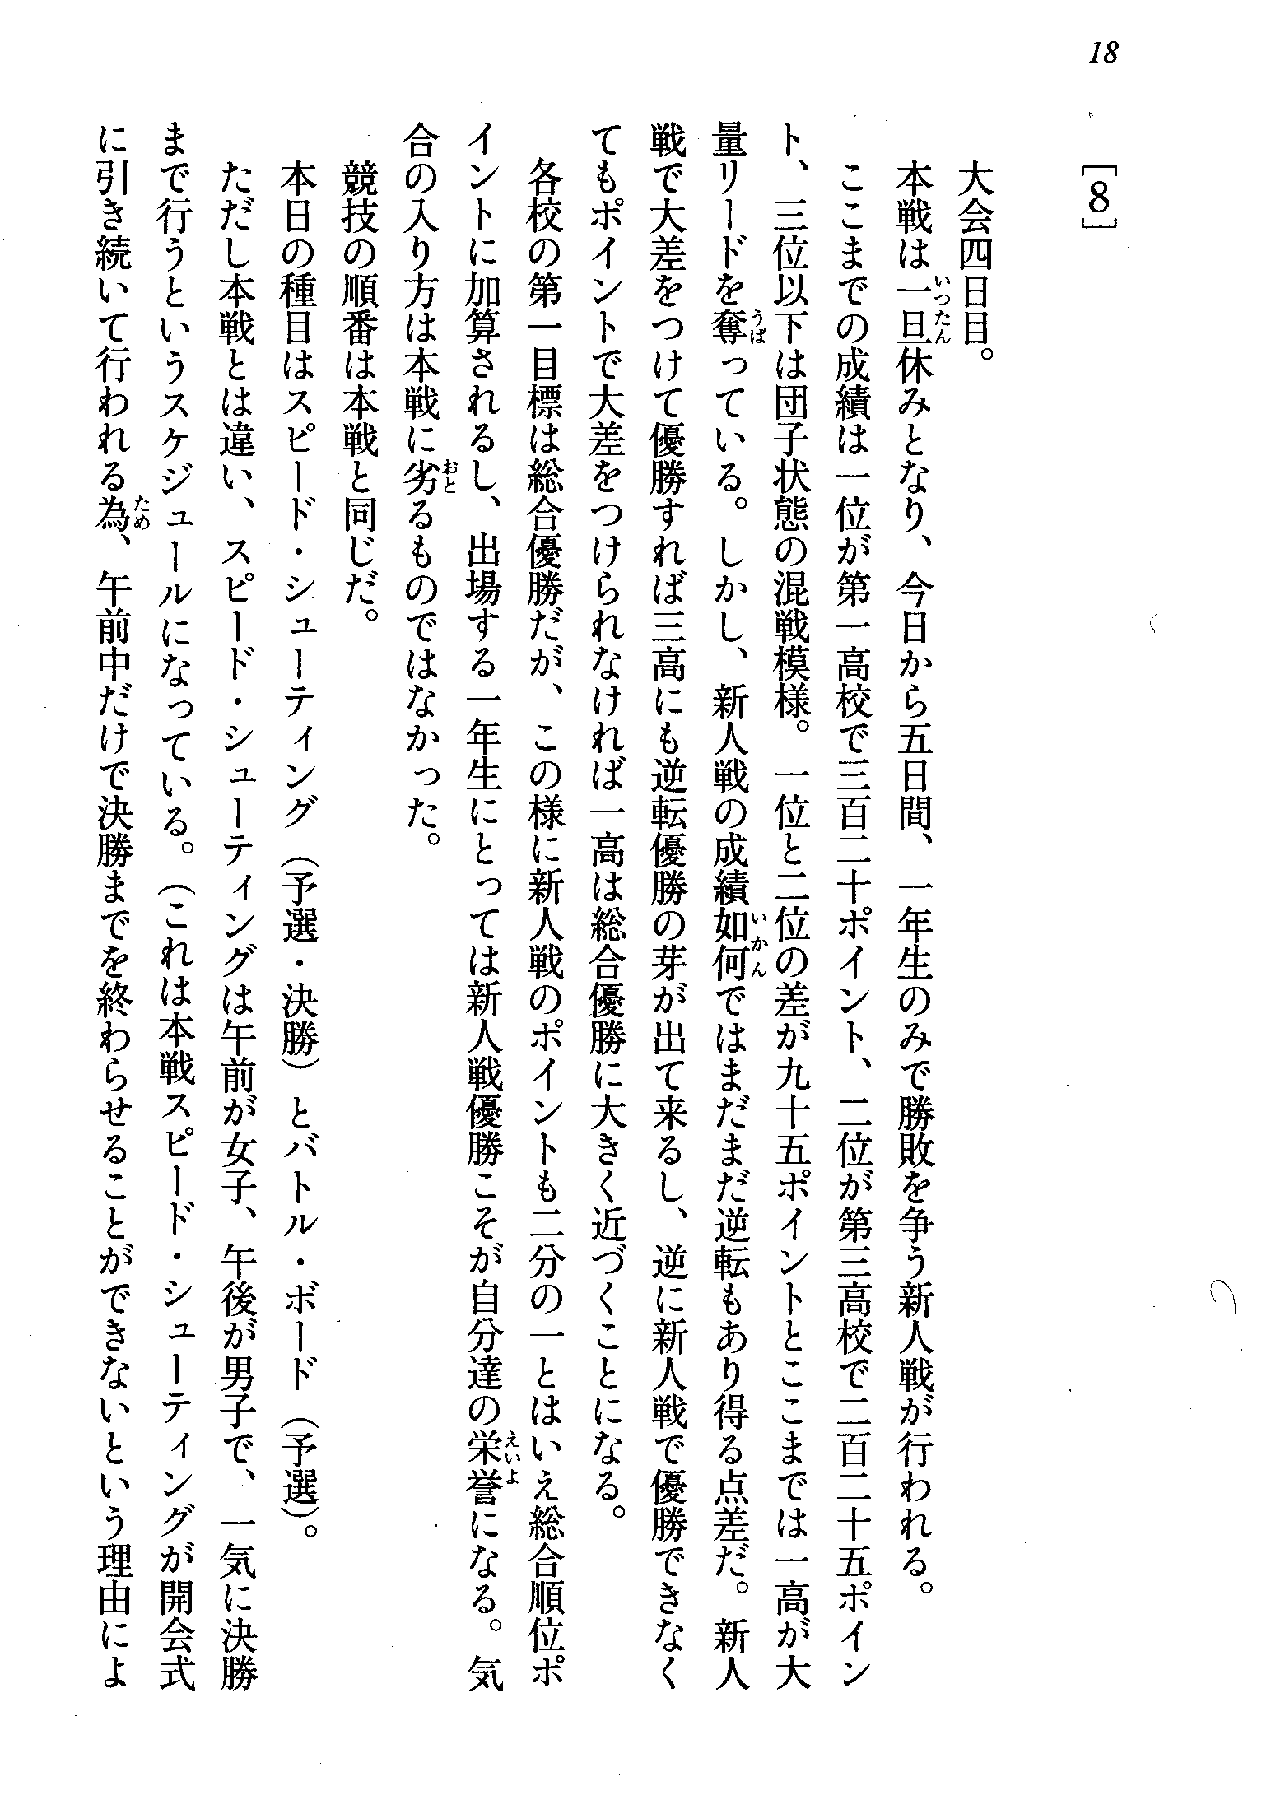 18
[8]
大会四日目。
本戦は一旦休みとなり、今日から五日間、一年生のみで勝敗を争う新人戦が行われる。
ここまでの成績は一位が第一高校で三百二十ポイント、二位が第三高校で二百二十五ポイン
ト、三位以下は団子状態の混戦模様。一位と二位の差が九十五ポイントとここまでは一高が大
量リードを奪っている。しかし、新人戦の成績如何ではまだまだ逆転もあり得る点差だ。新人
戦で大差をつけて優勝すれば三高にも逆転優勝の芽が出て来るし、逆に新人戦で優勝できなく
てもポイントで大差をつけられなければ一高は総合優勝に大きく近づくことになる。
各校の第一目標は総合優勝だが、この様に新人戦のポイントも二分の一とはいえ総合順位ポ
イントに加算されるし、出場する一年生にとっては新人戦優勝こそが自分達の栄誉になる。気
合の入り方は本戦に劣るものではなかった。
競技の順番は本戦と同じだ。
本日の種目はスピード・シューティング（予選・決勝）とバトル・ボード（予選）。
ただし本戦とは違い、スピード・シューティングは午前が女子、午後が男子で、一気に決勝
まで行うというスケジュールになっている。（これは本戦スピード・シューティングが開会式
に引き続いて行われる為、午前中だけで決勝までを終わらせることができないという理由によ